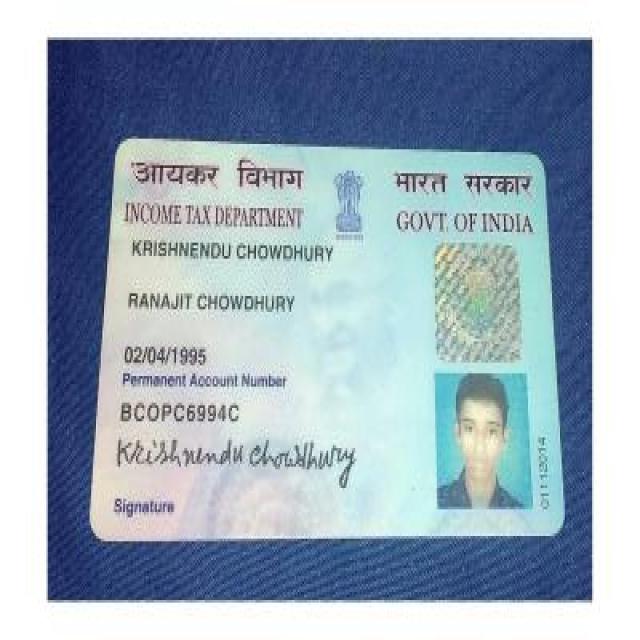 आयकर विभाग
भारत सरकार
INCOME TAX DEPARTMENT
GOVT. OF INDIA
KRISHNENDU CHOWDHURY
RANAJIT CHOWDHURY
02/04/1995
Permanent Account Number
BCOPC6994C
Krishnendu Chowdhury
Signature
01112014